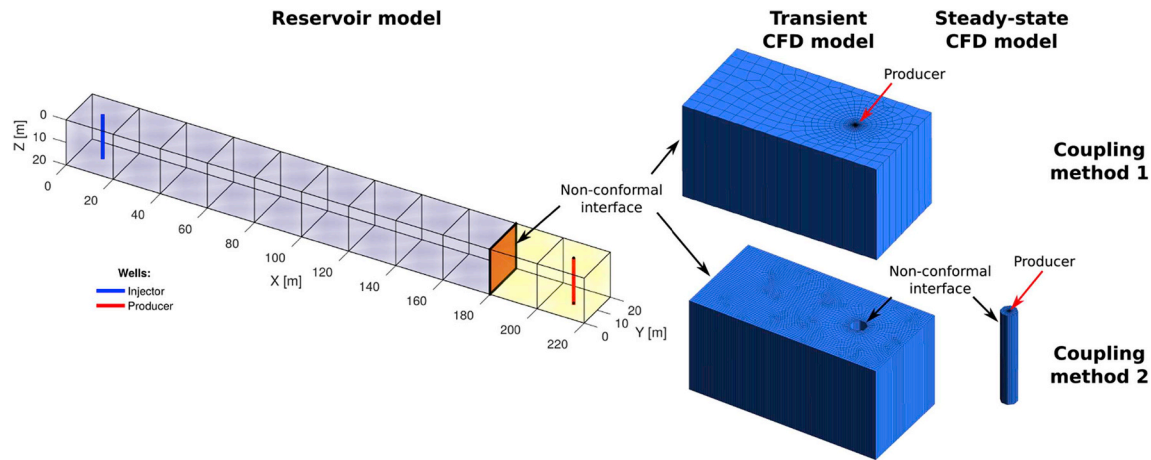 Reservoir model
Transient
CFD model
Steady-state
CFD model
Producer
Coupling
method 1
Non-conformal
interface
Z [m]
0
10
20
0
20
40
60
80
100
120
140
160
180
200
220
X [m]
20
10
0
Y [m]
Wells:
Injector
Producer
Non-conformal
interface
Producer
Coupling
method 2